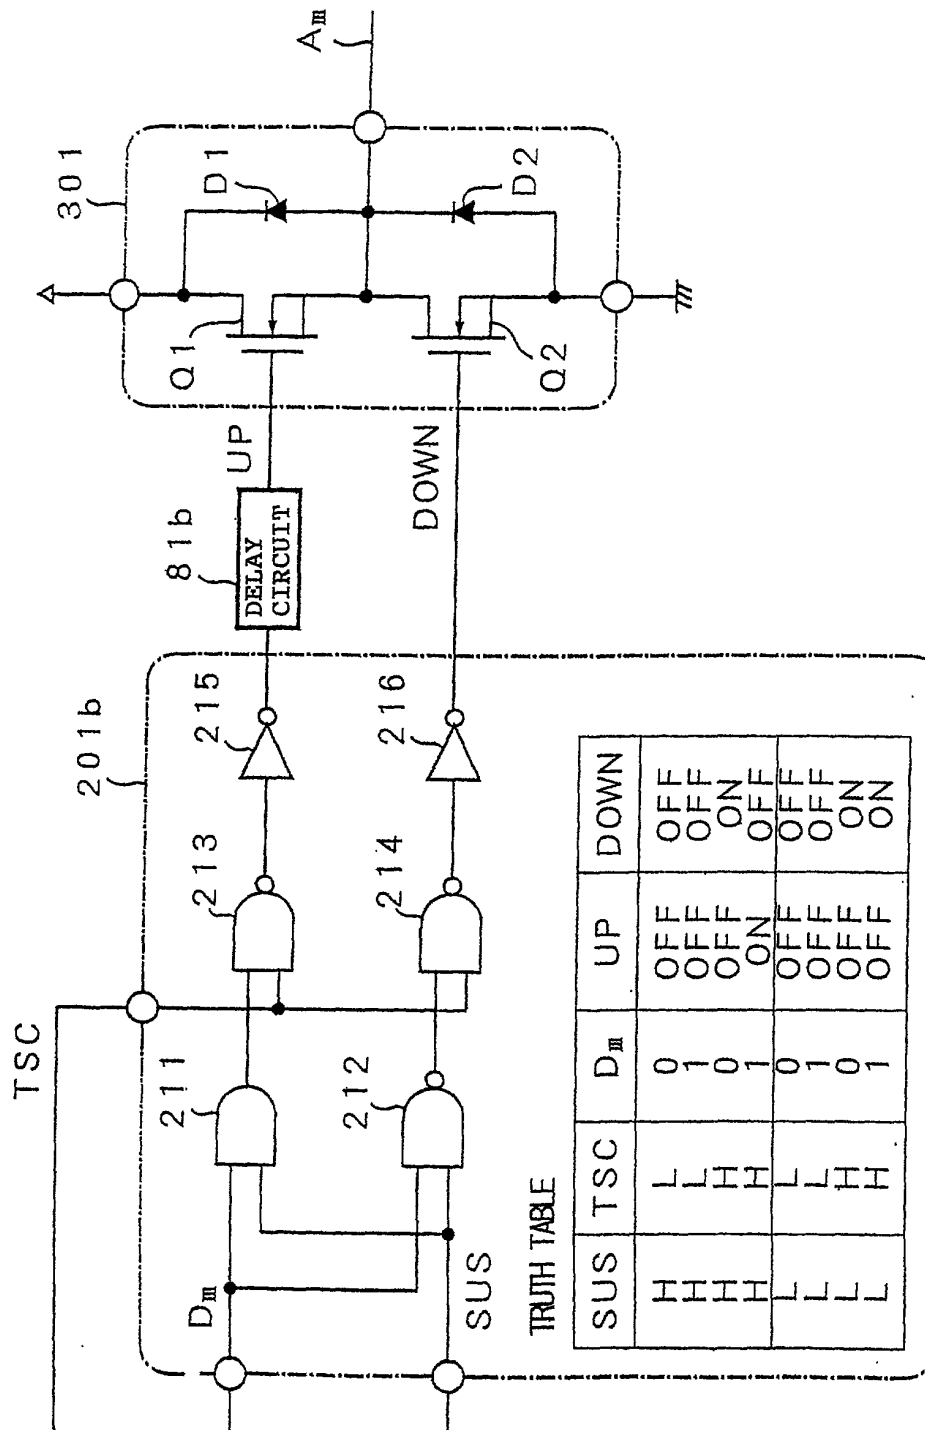 TSC
201b
301
Am
Dm
SUS
211
212
213
214
215
216
81b
DELAY
CIRCUIT
UP
DOWN
Q1
Q2
D1
D2
TRUTH TABLE
SUS TSC Dm UP DOWN
H L 0 OFF OFF
H L 1 OFF OFF
H H 0 OFF ON
H H 1 ON OFF
L L 0 OFF OFF
L L 1 OFF OFF
L H 0 OFF ON
L H 1 OFF ON